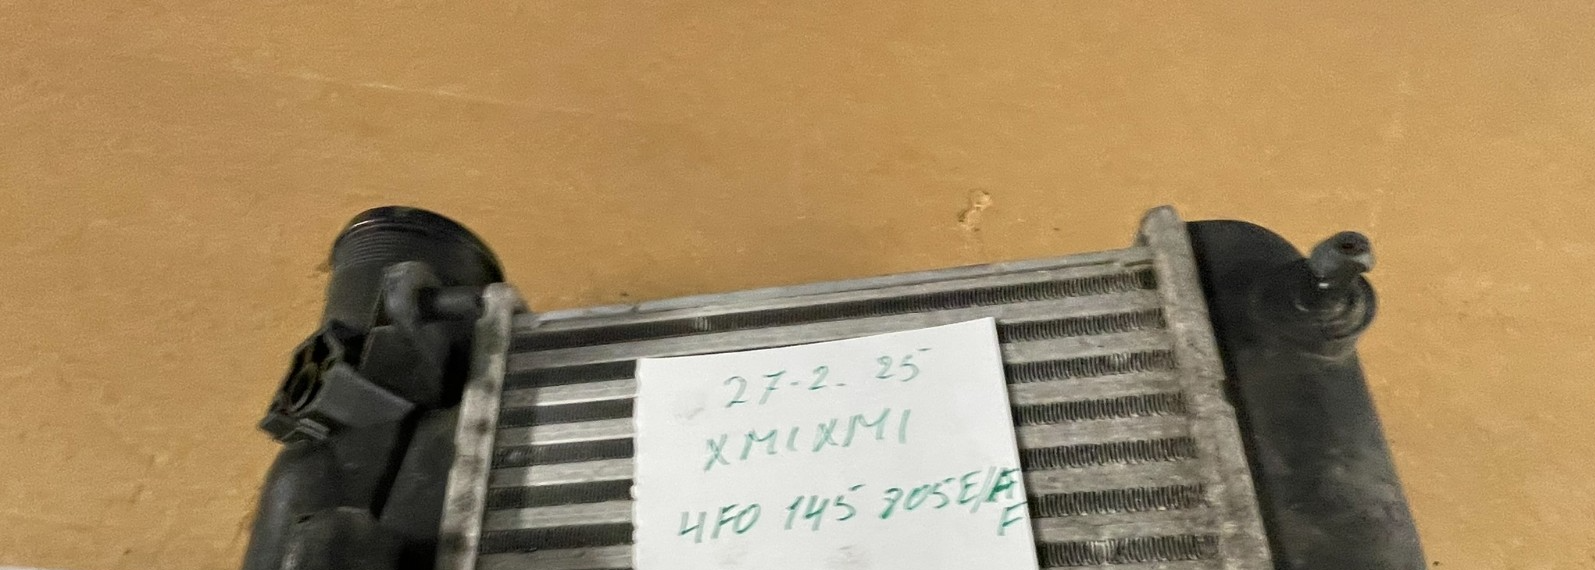 27-2. 25
XMIXMI
4F0 145 805E/A
F